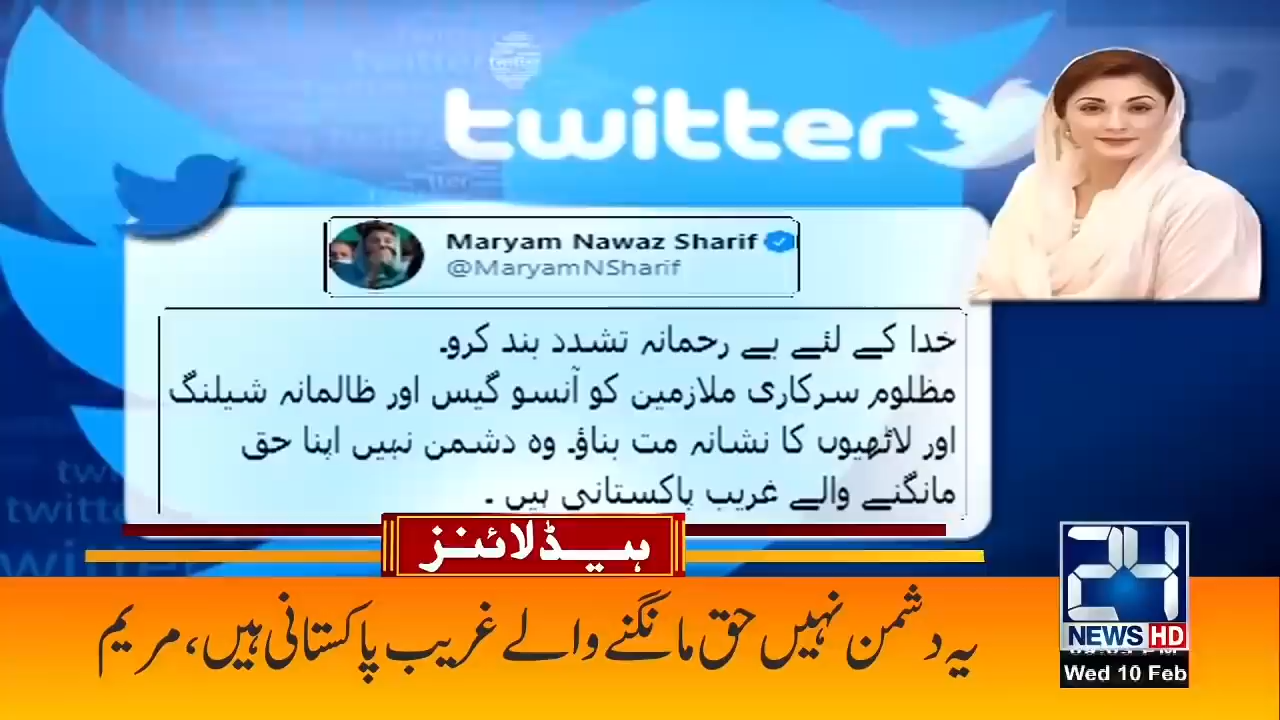 twitter
Maryam Nawaz Sharif
@MaryamNSharif
خدا کے لئے بے رحمانہ تشدد بند کرو۔
مظلوم سرکاری ملازمین کو آنسو گیس اور ظالمانہ شیلنگ
اور لاٹھیوں کا نشانہ مت بناؤ۔ وہ دشمن نہیں اپنا حق
مانگنے والے غریب پاکستانی ہیں ۔
ہیڈلائنز
یہ دشمن نہیں حق مانگنے والے غریب پاکستانی ہیں، مریم
24
NEWS HD
Wed 10 Feb